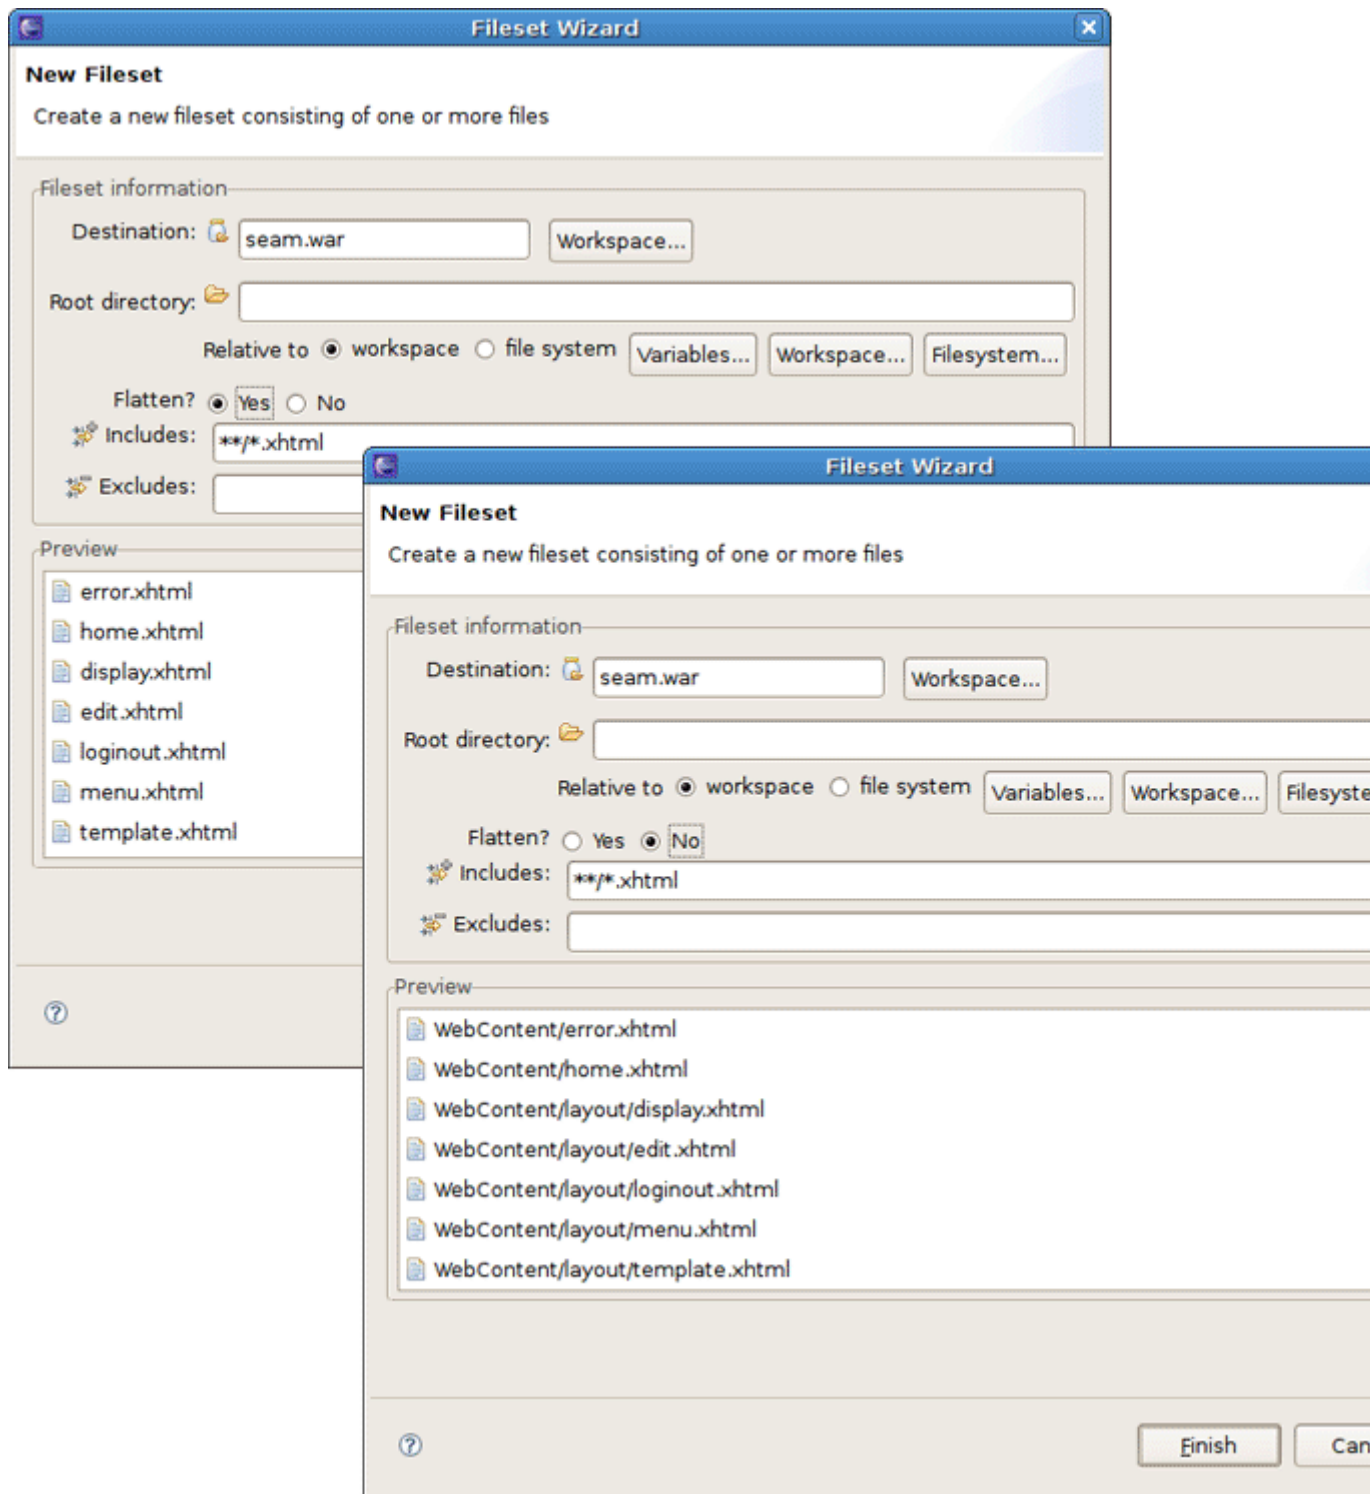 Fileset Wizard
New Fileset
Create a new fileset consisting of one or more files
Fileset information
Destination: seam.war Workspace...
Root directory:
Relative to workspace file system Variables... Workspace... Filesystem...
Flatten? Yes No
Includes: **/*.xhtml
Excludes:
Preview
error.xhtml
home.xhtml
display.xhtml
edit.xhtml
loginout.xhtml
menu.xhtml
template.xhtml
Fileset Wizard
New Fileset
Create a new fileset consisting of one or more files
Fileset information
Destination: seam.war Workspace...
Root directory:
Relative to workspace file system Variables... Workspace... Filesyste
Flatten? Yes No
Includes: **/*.xhtml
Excludes:
Preview
WebContent/error.xhtml
WebContent/home.xhtml
WebContent/layout/display.xhtml
WebContent/layout/edit.xhtml
WebContent/layout/loginout.xhtml
WebContent/layout/menu.xhtml
WebContent/layout/template.xhtml
Finish Can